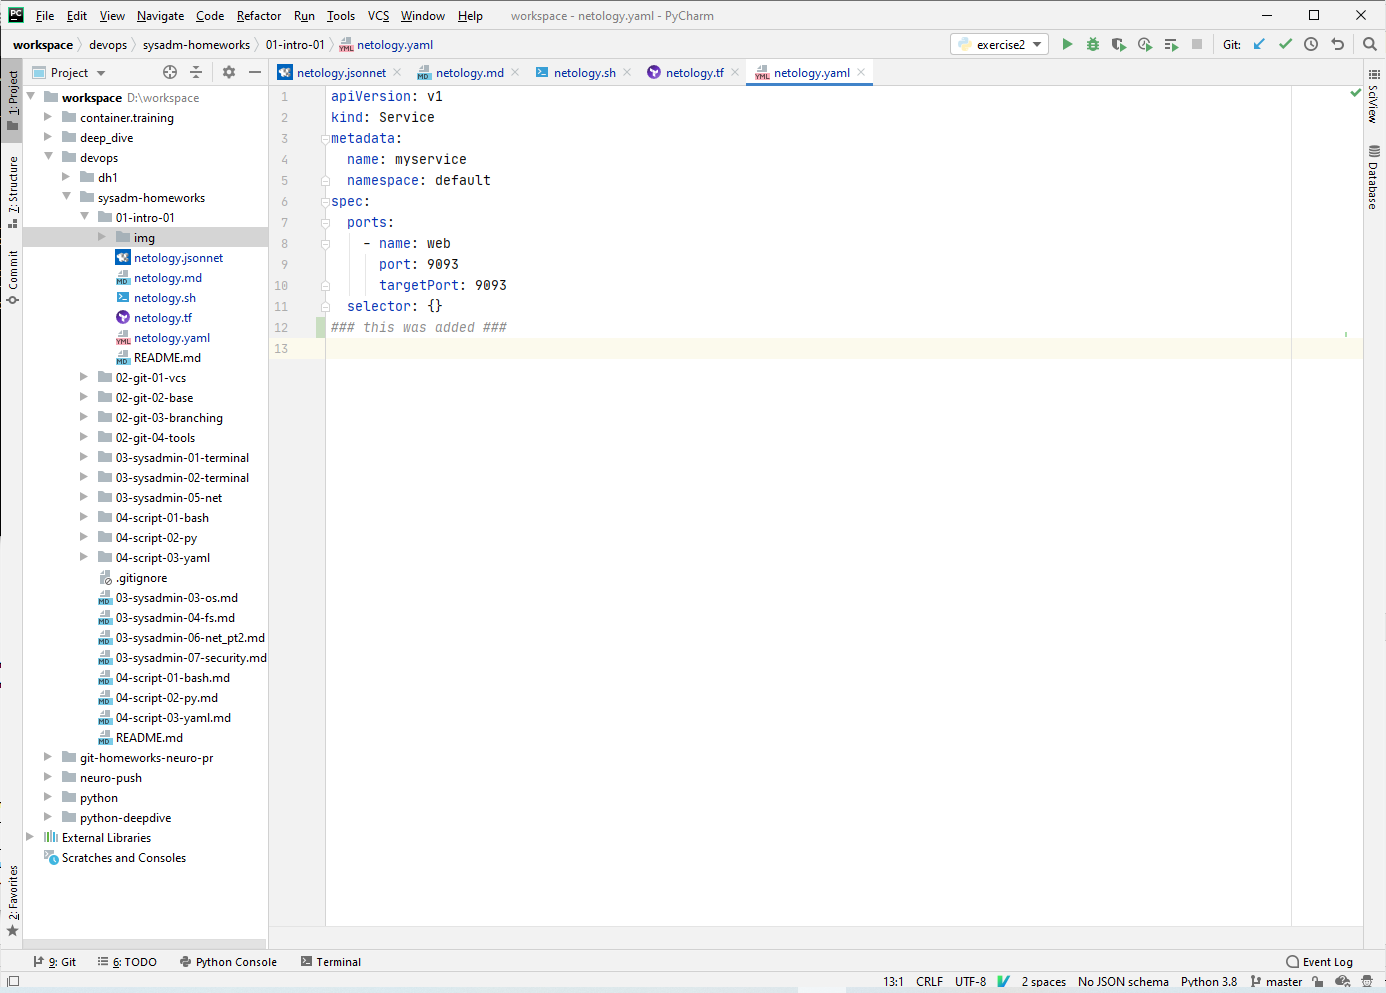 PC File Edit View Navigate Code Refactor Run Tools VCS Window Help workspace - netology.yaml - PyCharm
workspace devops sysadm-homeworks 01-intro-01 netology.yaml exercise2 Git:
Project
netology.jsonnet netology.md netology.sh netology.tf netology.yaml
1: Project
7: Structure
Commit
2: Favorites
workspace D:\workspace
container.training
deep_dive
devops
dh1
sysadm-homeworks
01-intro-01
img
netology.jsonnet
netology.md
netology.sh
netology.tf
netology.yaml
README.md
02-git-01-vcs
02-git-02-base
02-git-03-branching
02-git-04-tools
03-sysadmin-01-terminal
03-sysadmin-02-terminal
03-sysadmin-05-net
04-script-01-bash
04-script-02-py
04-script-03-yaml
.gitignore
03-sysadmin-03-os.md
03-sysadmin-04-fs.md
03-sysadmin-06-net_pt2.md
03-sysadmin-07-security.md
04-script-01-bash.md
04-script-02-py.md
04-script-03-yaml.md
README.md
git-homeworks-neuro-pr
neuro-push
python
python-deepdive
External Libraries
Scratches and Consoles
1 apiVersion: v1
2 kind: Service
3 metadata:
4 name: myservice
5 namespace: default
6 spec:
7 ports:
8 - name: web
9 port: 9093
10 targetPort: 9093
11 selector: {}
12 ### this was added ###
13
SciView
Database
9: Git 6: TODO Python Console Terminal Event Log
13:1 CRLF UTF-8 2 spaces No JSON schema Python 3.8 master